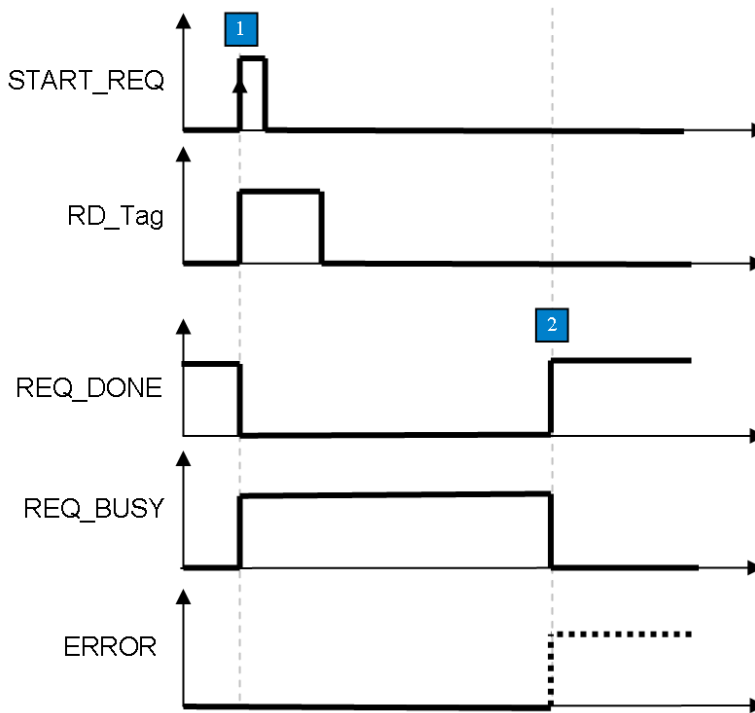 1
START_REQ
RD_Tag
2
REQ_DONE
REQ_BUSY
ERROR